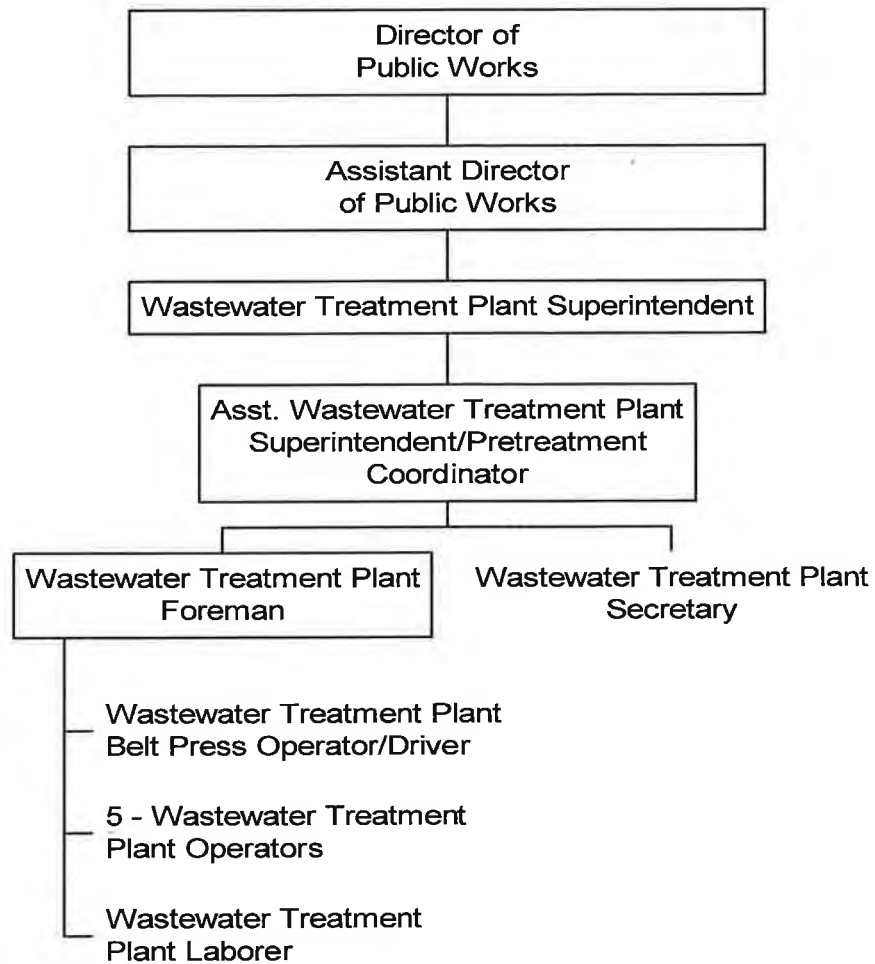 Director of
Public Works
Assistant Director
of Public Works
Wastewater Treatment Plant Superintendent
Asst. Wastewater Treatment Plant
Superintendent/Pretreatment
Coordinator
Wastewater Treatment Plant
Foreman
Wastewater Treatment Plant
Secretary
Wastewater Treatment Plant
Belt Press Operator/Driver
5 - Wastewater Treatment
Plant Operators
Wastewater Treatment
Plant Laborer